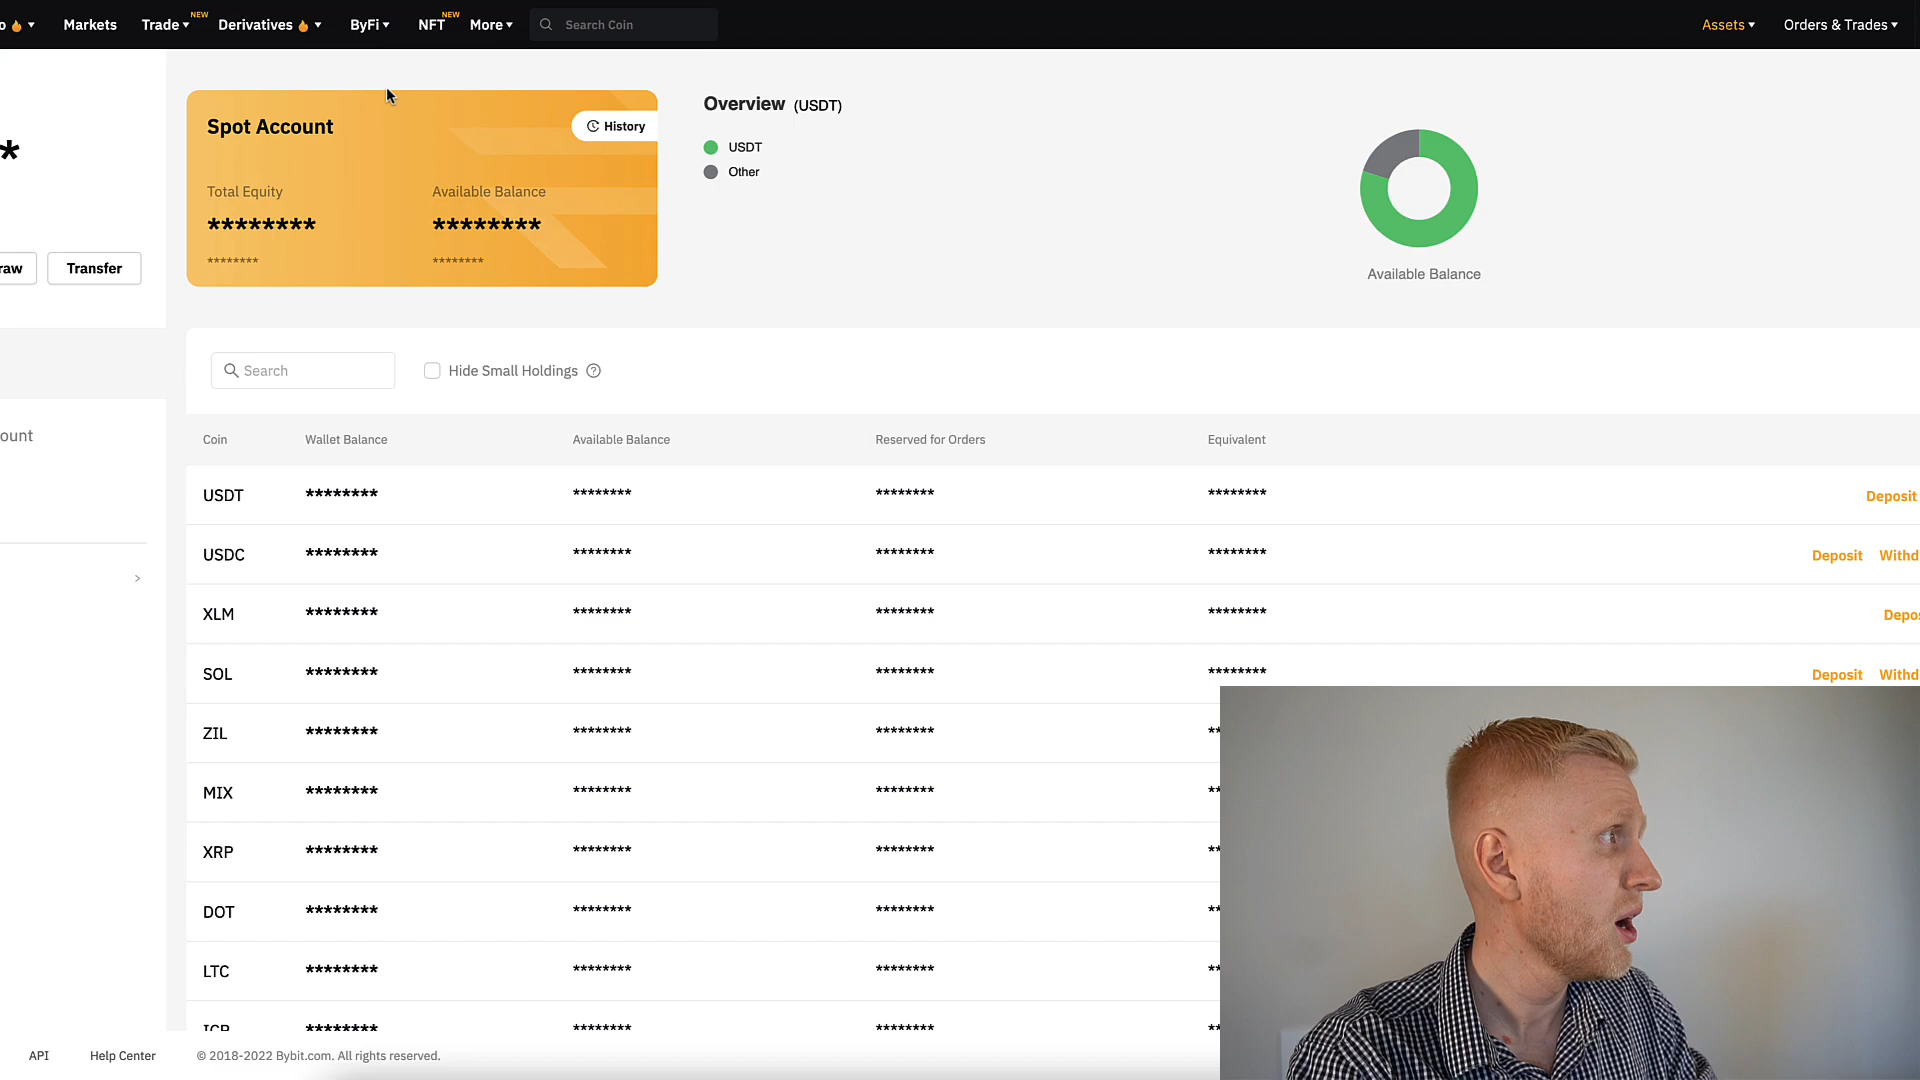 o Markets Trade NEW Derivatives ByFi NFT NEW More Search Coin Assets Orders & Trades
*
raw Transfer
ount
Spot Account History
Total Equity Available Balance
******** ********
******** ********
Overview (USDT)
USDT
Other
Available Balance
Search Hide Small Holdings ?
Coin Wallet Balance Available Balance Reserved for Orders Equivalent
USDT ******** ******** ******** ******** Deposit
USDC ******** ******** ******** ******** Deposit Withd
XLM ******** ******** ******** ******** Depos
SOL ******** ******** ******** ******** Deposit Withd
ZIL ******** ******** ******** **
MIX ******** ******** ******** **
XRP ******** ******** ******** **
DOT ******** ******** ******** **
LTC ******** ******** ******** **
ICP ******** ******** ******** **
API Help Center © 2018-2022 Bybit.com. All rights reserved.